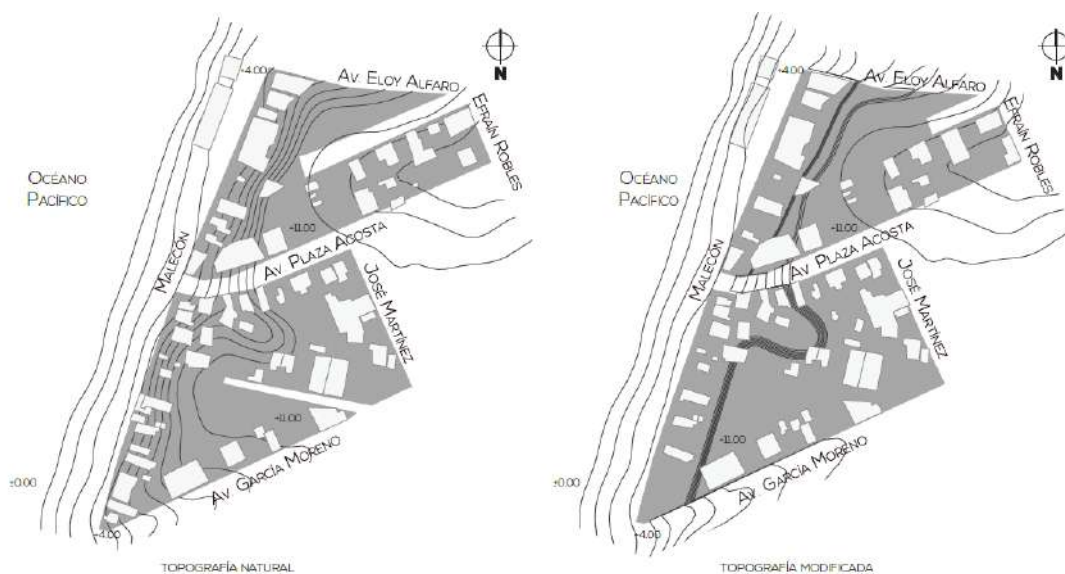 +4.00
AV. ELOY ALFARO
N
EFRAÍN ROBLES
OCÉANO
PACÍFICO
+11.00
AV. PLAZA ACOSTA
MALECÓN
JOSÉ MARTÍNEZ
+11.00
AV. GARCÍA MORENO
±0.00
+4.00
TOPOGRAFÍA NATURAL
+4.00
AV. ELOY ALFARO
N
EFRAÍN ROBLES
OCÉANO
PACÍFICO
+11.00
AV. PLAZA ACOSTA
MALECÓN
JOSÉ MARTÍNEZ
+11.00
AV. GARCÍA MORENO
±0.00
+4.00
TOPOGRAFÍA MODIFICADA